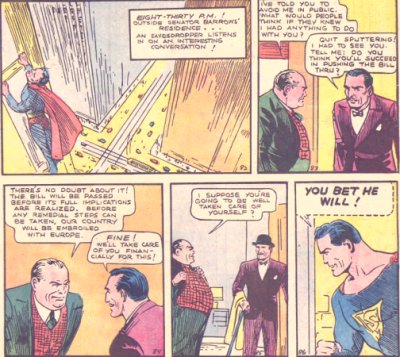 EIGHT-THIRTY P.M.!
OUTSIDE SENATOR BARROWS'
RESIDENCE....
AN EAVESDROPPER LISTENS
IN ON AN INTERESTING
CONVERSATION!
83
I'VE TOLD YOU TO
AVOID ME IN PUBLIC.
WHAT WOULD PEOPLE
THINK IF THEY KNEW
I HAD ANYTHING TO DO
WITH YOU?
QUIT SPUTTERING!
I HAD TO SEE YOU.
TELL ME: DO YOU
THINK YOU'LL SUCCEED
IN PUSHING THE BILL
THRU?
THERE'S NO DOUBT ABOUT IT!
THE BILL WILL BE PASSED
BEFORE ITS FULL IMPLICATIONS
ARE REALIZED. BEFORE
ANY REMEDIAL STEPS CAN
BE TAKEN, OUR COUNTRY
WILL BE EMBROILED
WITH EUROPE.
FINE!
WE'LL TAKE CARE
OF YOU FINAN-
CIALLY FOR THIS!
I SUPPOSE YOU'RE
GOING TO BE WELL
TAKEN CARE OF
YOURSELF?
YOU BET HE
WILL!
86
S